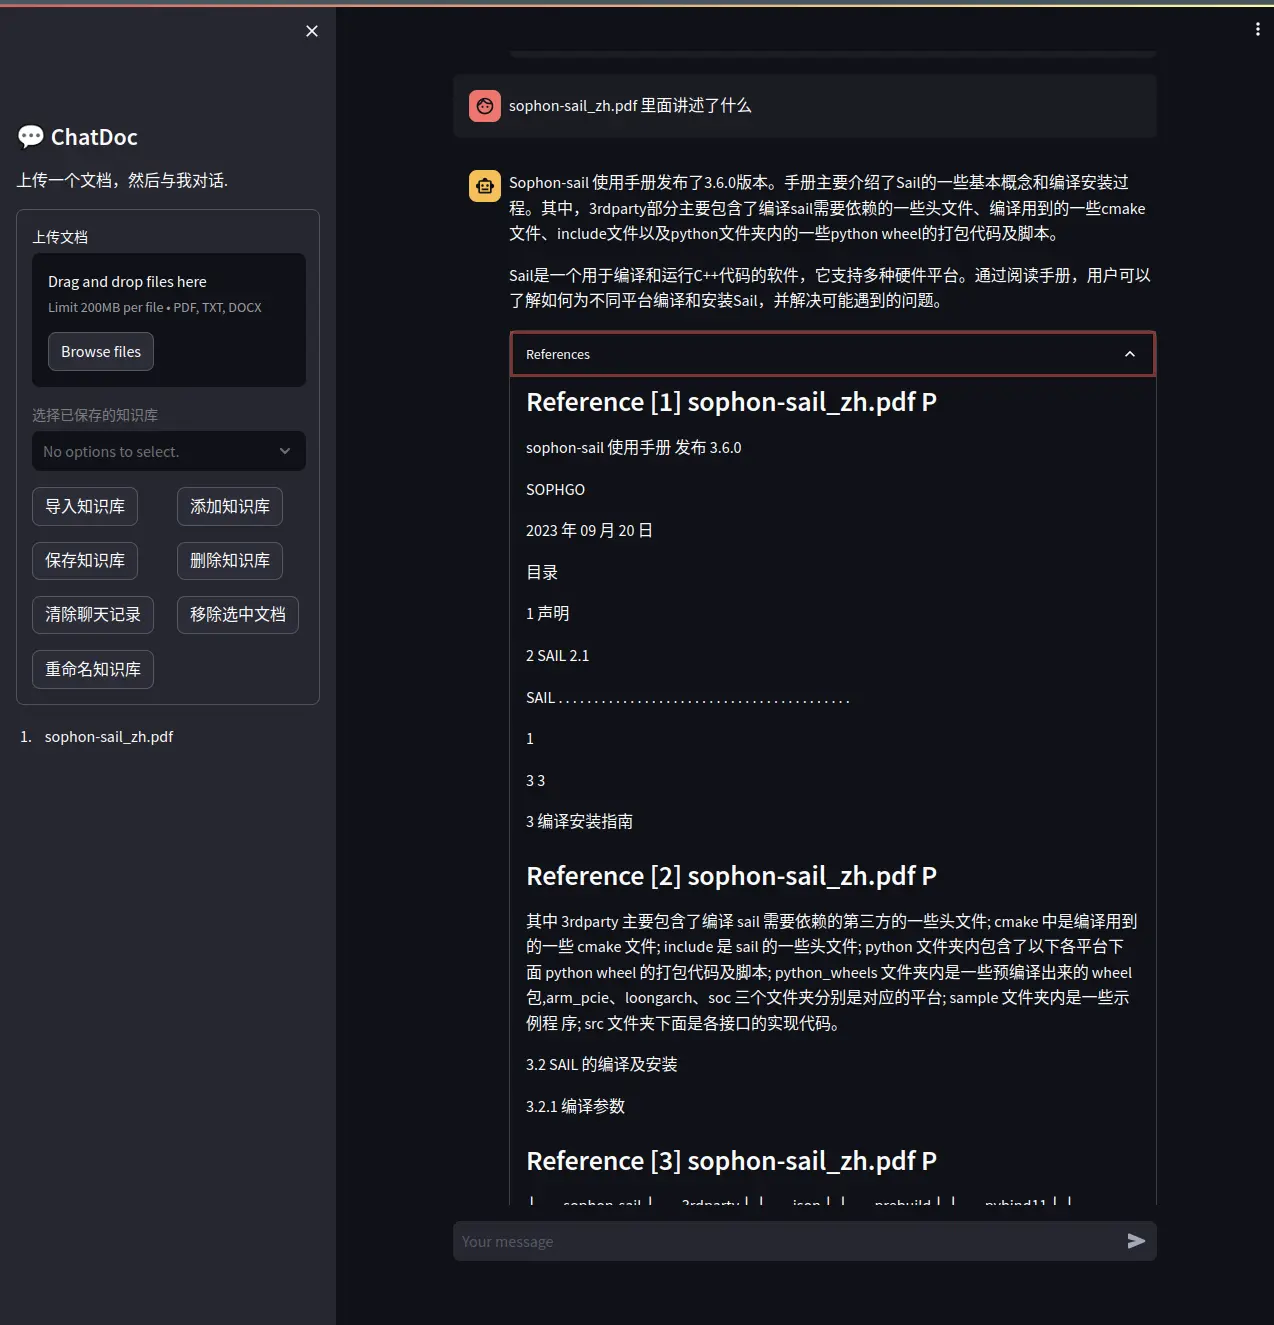 💬 ChatDoc
上传一个文档，然后与我对话.
上传文档
Drag and drop files here
Limit 200MB per file • PDF, TXT, DOCX
Browse files
选择已保存的知识库
No options to select.
导入知识库
添加知识库
保存知识库
删除知识库
清除聊天记录
移除选中文档
重命名知识库
1. sophon-sail_zh.pdf
sophon-sail_zh.pdf 里面讲述了什么
Sophon-sail 使用手册发布了3.6.0版本。手册主要介绍了Sail的一些基本概念和编译安装过
程。其中，3rdparty部分主要包含了编译sail需要依赖的一些头文件、编译用到的一些cmake
文件、include文件以及python文件夹内的一些python wheel的打包代码及脚本。
Sail是一个用于编译和运行C++代码的软件，它支持多种硬件平台。通过阅读手册，用户可以
了解如何为不同平台编译和安装Sail，并解决可能遇到的问题。
References
Reference [1] sophon-sail_zh.pdf P
sophon-sail 使用手册 发布 3.6.0
SOPHGO
2023 年 09 月 20 日
目录
1 声明
2 SAIL 2.1
SAIL . . . . . . . . . . . . . . . . . . . . . . . . . . . . . . . . . . . . . . . . .
1
3 3
3 编译安装指南
Reference [2] sophon-sail_zh.pdf P
其中 3rdparty 主要包含了编译 sail 需要依赖的第三方的一些头文件; cmake 中是编译用到
的一些 cmake 文件; include 是 sail 的一些头文件; python 文件夹内包含了以下各平台下
面 python wheel 的打包代码及脚本; python_wheels 文件夹内是一些预编译出来的 wheel
包,arm_pcie、loongarch、soc 三个文件夹分别是对应的平台; sample 文件夹内是一些示
例程 序; src 文件夹下面是各接口的实现代码。
3.2 SAIL 的编译及安装
3.2.1 编译参数
Reference [3] sophon-sail_zh.pdf P
sophon-sail | 3rdparty | | json | | prebuild | | pybind11 | |
Your message